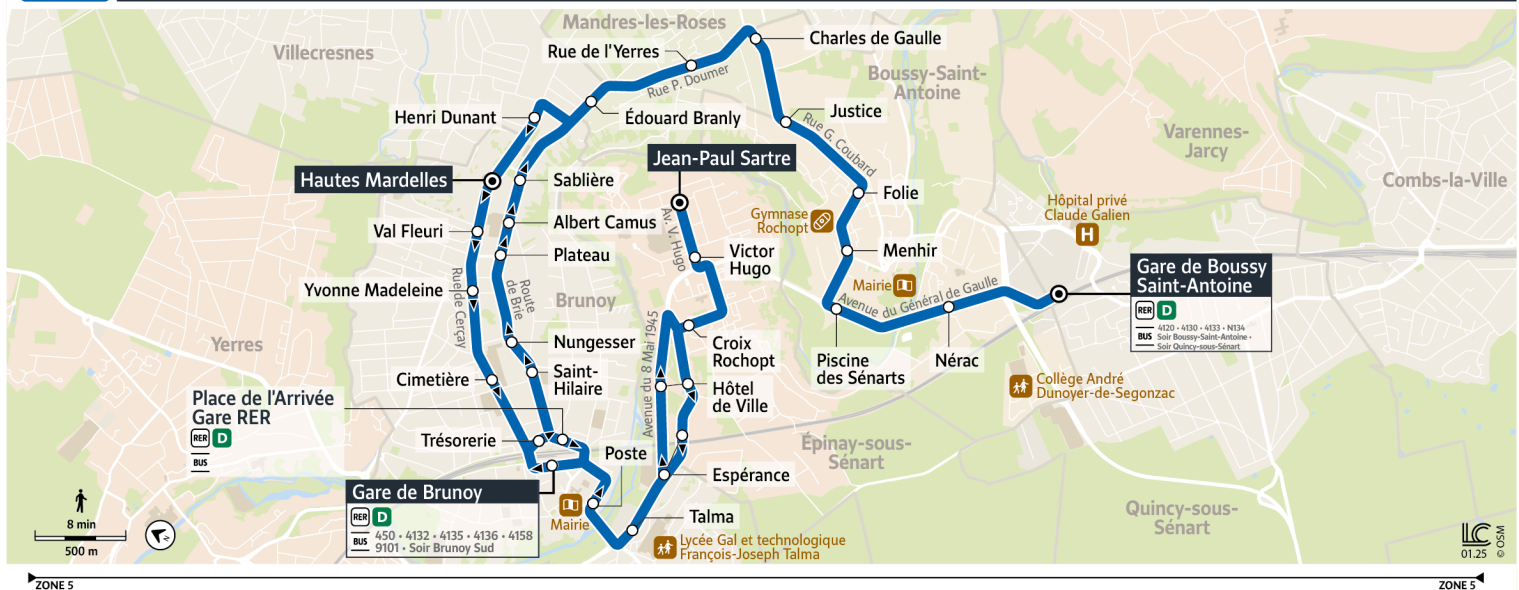 Mandres-les-Roses
Villecresnes
Rue de l'Yerres
Charles de Gaulle
Rue P. Doumer
Boussy-Saint-
Antoine
Henri Dunant
Édouard Branly
Justice
Rue G. Coubard
Varennes-
Jarcy
Jean-Paul Sartre
Hautes Mardelles
Sablière
Folie
Combs-la-Ville
Albert Camus
Val Fleuri
Plateau
Av. V. Hugo
Gymnase
Rochopt
Hôpital privé
Claude Galien
H
Victor
Hugo
Menhir
Yvonne Madeleine
Rue de Cerçay
Route
de Brie
Brunoy
Mairie
Avenue du Général de Gaulle
Gare de Boussy
Saint-Antoine
RER D
BUS
4120 • 4130 • 4133 • N134
Soir Boussy-Saint-Antoine •
Soir Quincy-sous-Sénart
Yerres
Nungesser
Avenue du 8 Mai 1945
Croix
Rochopt
Piscine
des Sénarts
Nérac
Cimetière
Saint-
Hilaire
Hôtel
de Ville
Collège André
Dunoyer-de-Segonzac
Place de l'Arrivée
Gare RER
RER D
BUS
Trésorerie
Poste
Épinay-sous-
Sénart
Espérance
Gare de Brunoy
RER D
BUS
450 • 4132 • 4135 • 4136 • 4158
9101 • Soir Brunoy Sud
Mairie
Talma
Lycée Gal et technologique
François-Joseph Talma
Quincy-sous-
Sénart
8 min
500 m
N
LC
01.25
© OSM
ZONE 5
ZONE 5